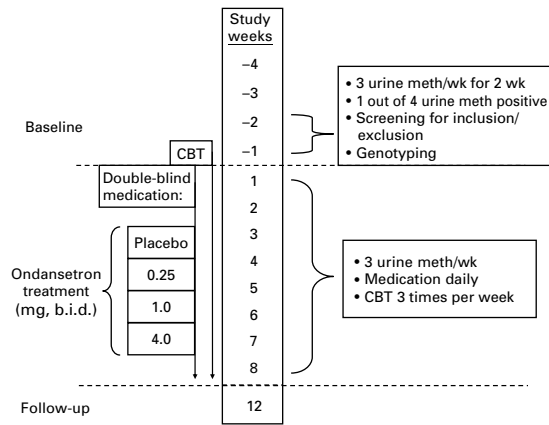 Study
weeks
–4
–3
–2
–1
1
2
3
4
5
6
7
8
12
Baseline
CBT
Double-blind
medication:
Placebo
0.25
1.0
4.0
Ondansetron
treatment
(mg, b.i.d.)
Follow-up
• 3 urine meth/wk for 2 wk
• 1 out of 4 urine meth positive
• Screening for inclusion/
exclusion
• Genotyping
• 3 urine meth/wk
• Medication daily
• CBT 3 times per week